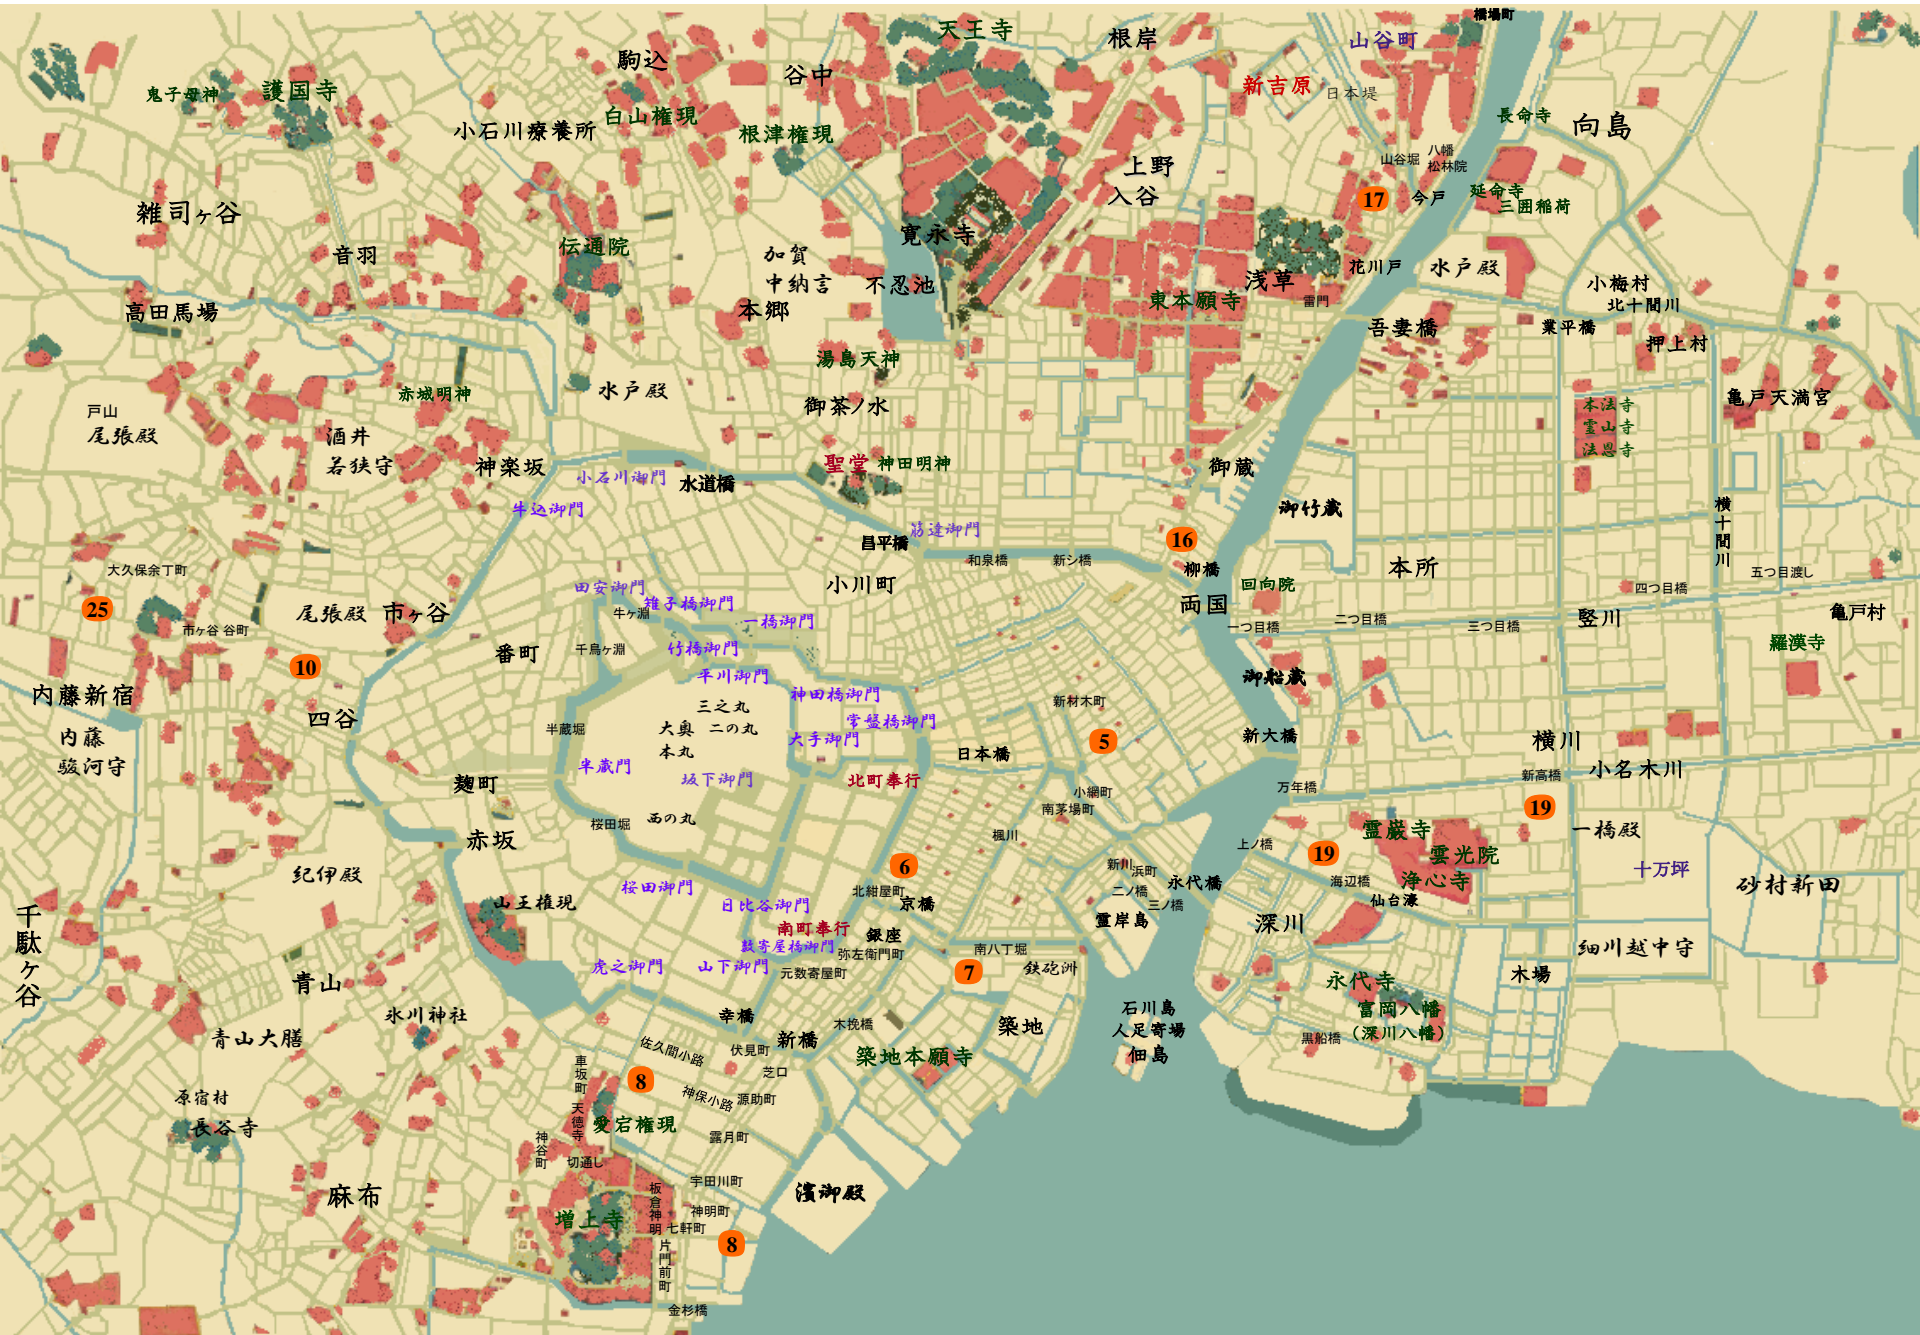 橋場町
天王寺
根岸
山谷町
駒込
谷中
新吉原
日本堤
鬼子母神
護国寺
白山権現
小石川療養所
根津権現
長命寺
向島
上野
入谷
山谷堀
八幡
松林院
17
今戸
延命寺
三囲稲荷
雑司ヶ谷
音羽
伝通院
加賀
中納言
寛永寺
不忍池
本郷
浅草
花川戸
水戸殿
東本願寺
雷門
小梅村
北十間川
高田馬場
吾妻橋
業平橋
押上村
湯島天神
赤城明神
水戸殿
御茶ノ水
亀戸天満宮
本法寺
霊山寺
法恩寺
戸山
尾張殿
酒井
若狭守
神楽坂
小石川御門
水道橋
聖堂
神田明神
御蔵
牛込御門
昌平橋
筋違御門
御竹蔵
横十間川
16
和泉橋
新シ橋
柳橋
本所
大久保余丁町
25
市ヶ谷 谷町
尾張殿
市ヶ谷
田安御門
雉子橋御門
牛ヶ淵
一橋御門
小川町
両国
回向院
一つ目橋
二つ目橋
三つ目橋
四つ目橋
五つ目渡し
竪川
亀戸村
羅漢寺
10
番町
千鳥ヶ淵
竹橋御門
平川御門
神田橋御門
御船蔵
内藤新宿
四谷
三之丸
大奥
二の丸
本丸
常盤橋御門
大手御門
新材木町
5
新大橋
内藤
駿河守
半蔵堀
日本橋
横川
半蔵門
坂下御門
北町奉行
小名木川
麹町
小網町
南茅場町
万年橋
新高橋
19
赤坂
桜田堀
西の丸
楓川
上ノ橋
19
霊巌寺
雲光院
浄心寺
一橋殿
十万坪
砂村新田
紀伊殿
桜田御門
6
新川
浜町
二ノ橋
三ノ橋
永代橋
海辺橋
仙台濠
山王権現
日比谷御門
北紺屋町
京橋
霊岸島
深川
千駄ヶ谷
南町奉行
銀座
数寄屋橋御門
弥左衛門町
南八丁堀
細川越中守
虎之御門
山下御門
元数寄屋町
7
鉄砲洲
木場
青山
永代寺
富岡八幡
(深川八幡)
氷川神社
幸橋
新橋
木挽橋
築地
石川島
人足寄場
佃島
黒船橋
青山大膳
佐久間小路
伏見町
築地本願寺
車坂町
8
芝口
原宿村
長谷寺
天徳寺
神保小路
源助町
愛宕権現
露月町
神谷町
切通し
麻布
板倉神明
宇田川町
濱御殿
増上寺
神明町
七軒町
片門前町
8
金杉橋